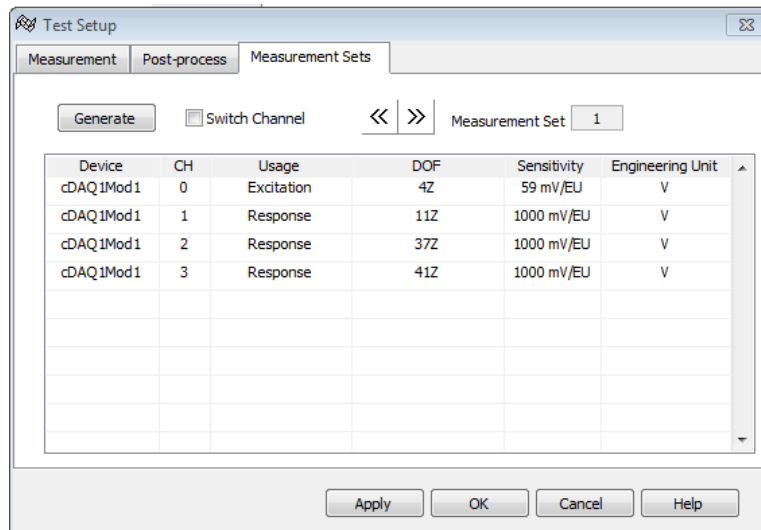 Test Setup
Measurement Post-process Measurement Sets
Generate Switch Channel Measurement Set 1
Device CH Usage DOF Sensitivity Engineering Unit
cDAQ1Mod1 0 Excitation 4Z 59 mV/EU V
cDAQ1Mod1 1 Response 11Z 1000 mV/EU V
cDAQ1Mod1 2 Response 37Z 1000 mV/EU V
cDAQ1Mod1 3 Response 41Z 1000 mV/EU V
Apply OK Cancel Help